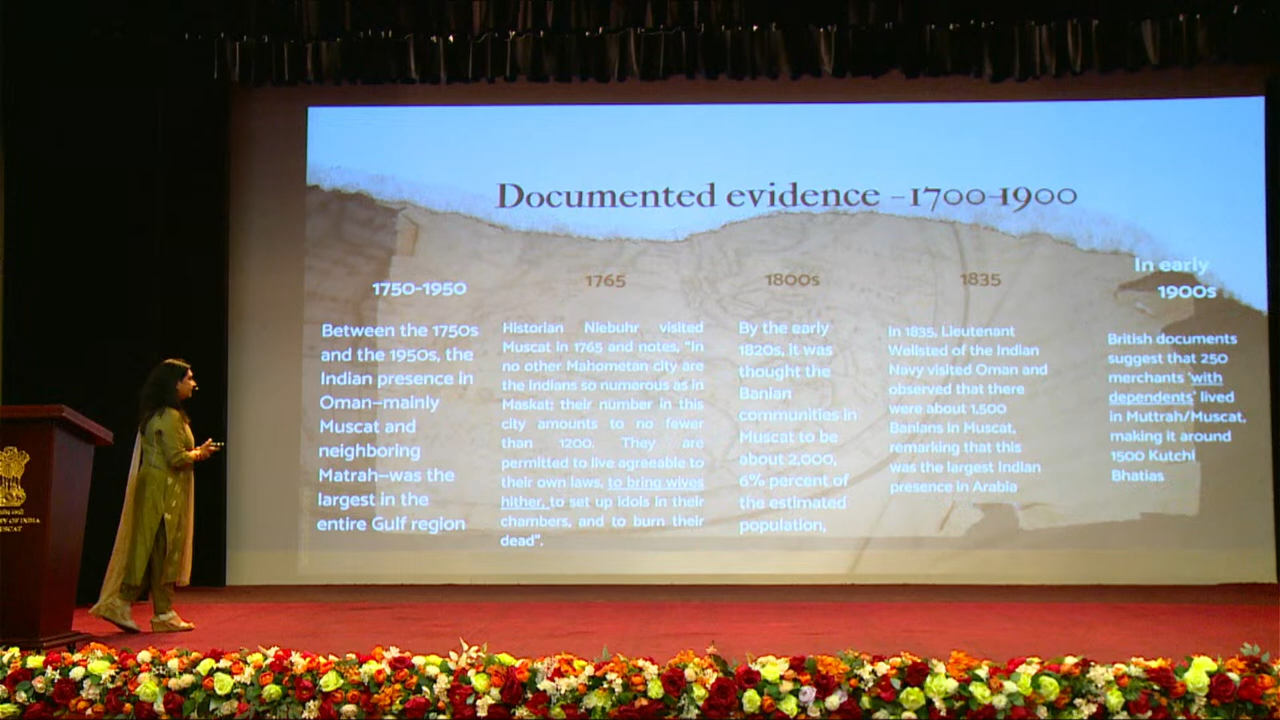 Documented evidence –1700-1900
1750-1950
Between the 1750s
and the 1950s, the
Indian presence in
Oman—mainly
Muscat and
neighboring
Matrah—was the
largest in the
entire Gulf region
1765
Historian Niebuhr visited
Muscat in 1765 and notes, "In
no other Mahometan city are
the Indians so numerous as in
Maskat; their number in this
city amounts to no fewer
than 1200. They are
permitted to live agreeable to
their own laws, to bring wives
hither, to set up idols in their
chambers, and to burn their
dead".
1800s
By the early
1820s, it was
thought the
Banian
communities in
Muscat to be
about 2,000,
6% percent of
the estimated
population,
1835
In 1835, Lieutenant
Wellsted of the Indian
Navy visited Oman and
observed that there
were about 1,500
Banians in Muscat,
remarking that this
was the largest Indian
presence in Arabia
In early
1900s
British documents
suggest that 250
merchants 'with
dependents' lived
in Muttrah/Muscat,
making it around
1500 Kutchi
Bhatias
OF INDIA